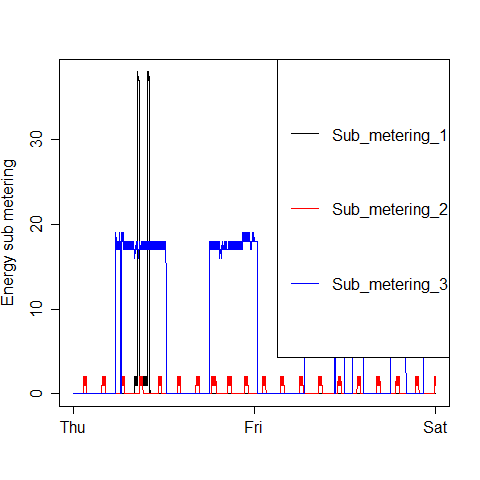 Energy sub metering
30
20
10
0
Sub_metering_1
Sub_metering_2
Sub_metering_3
Thu
Fri
Sat